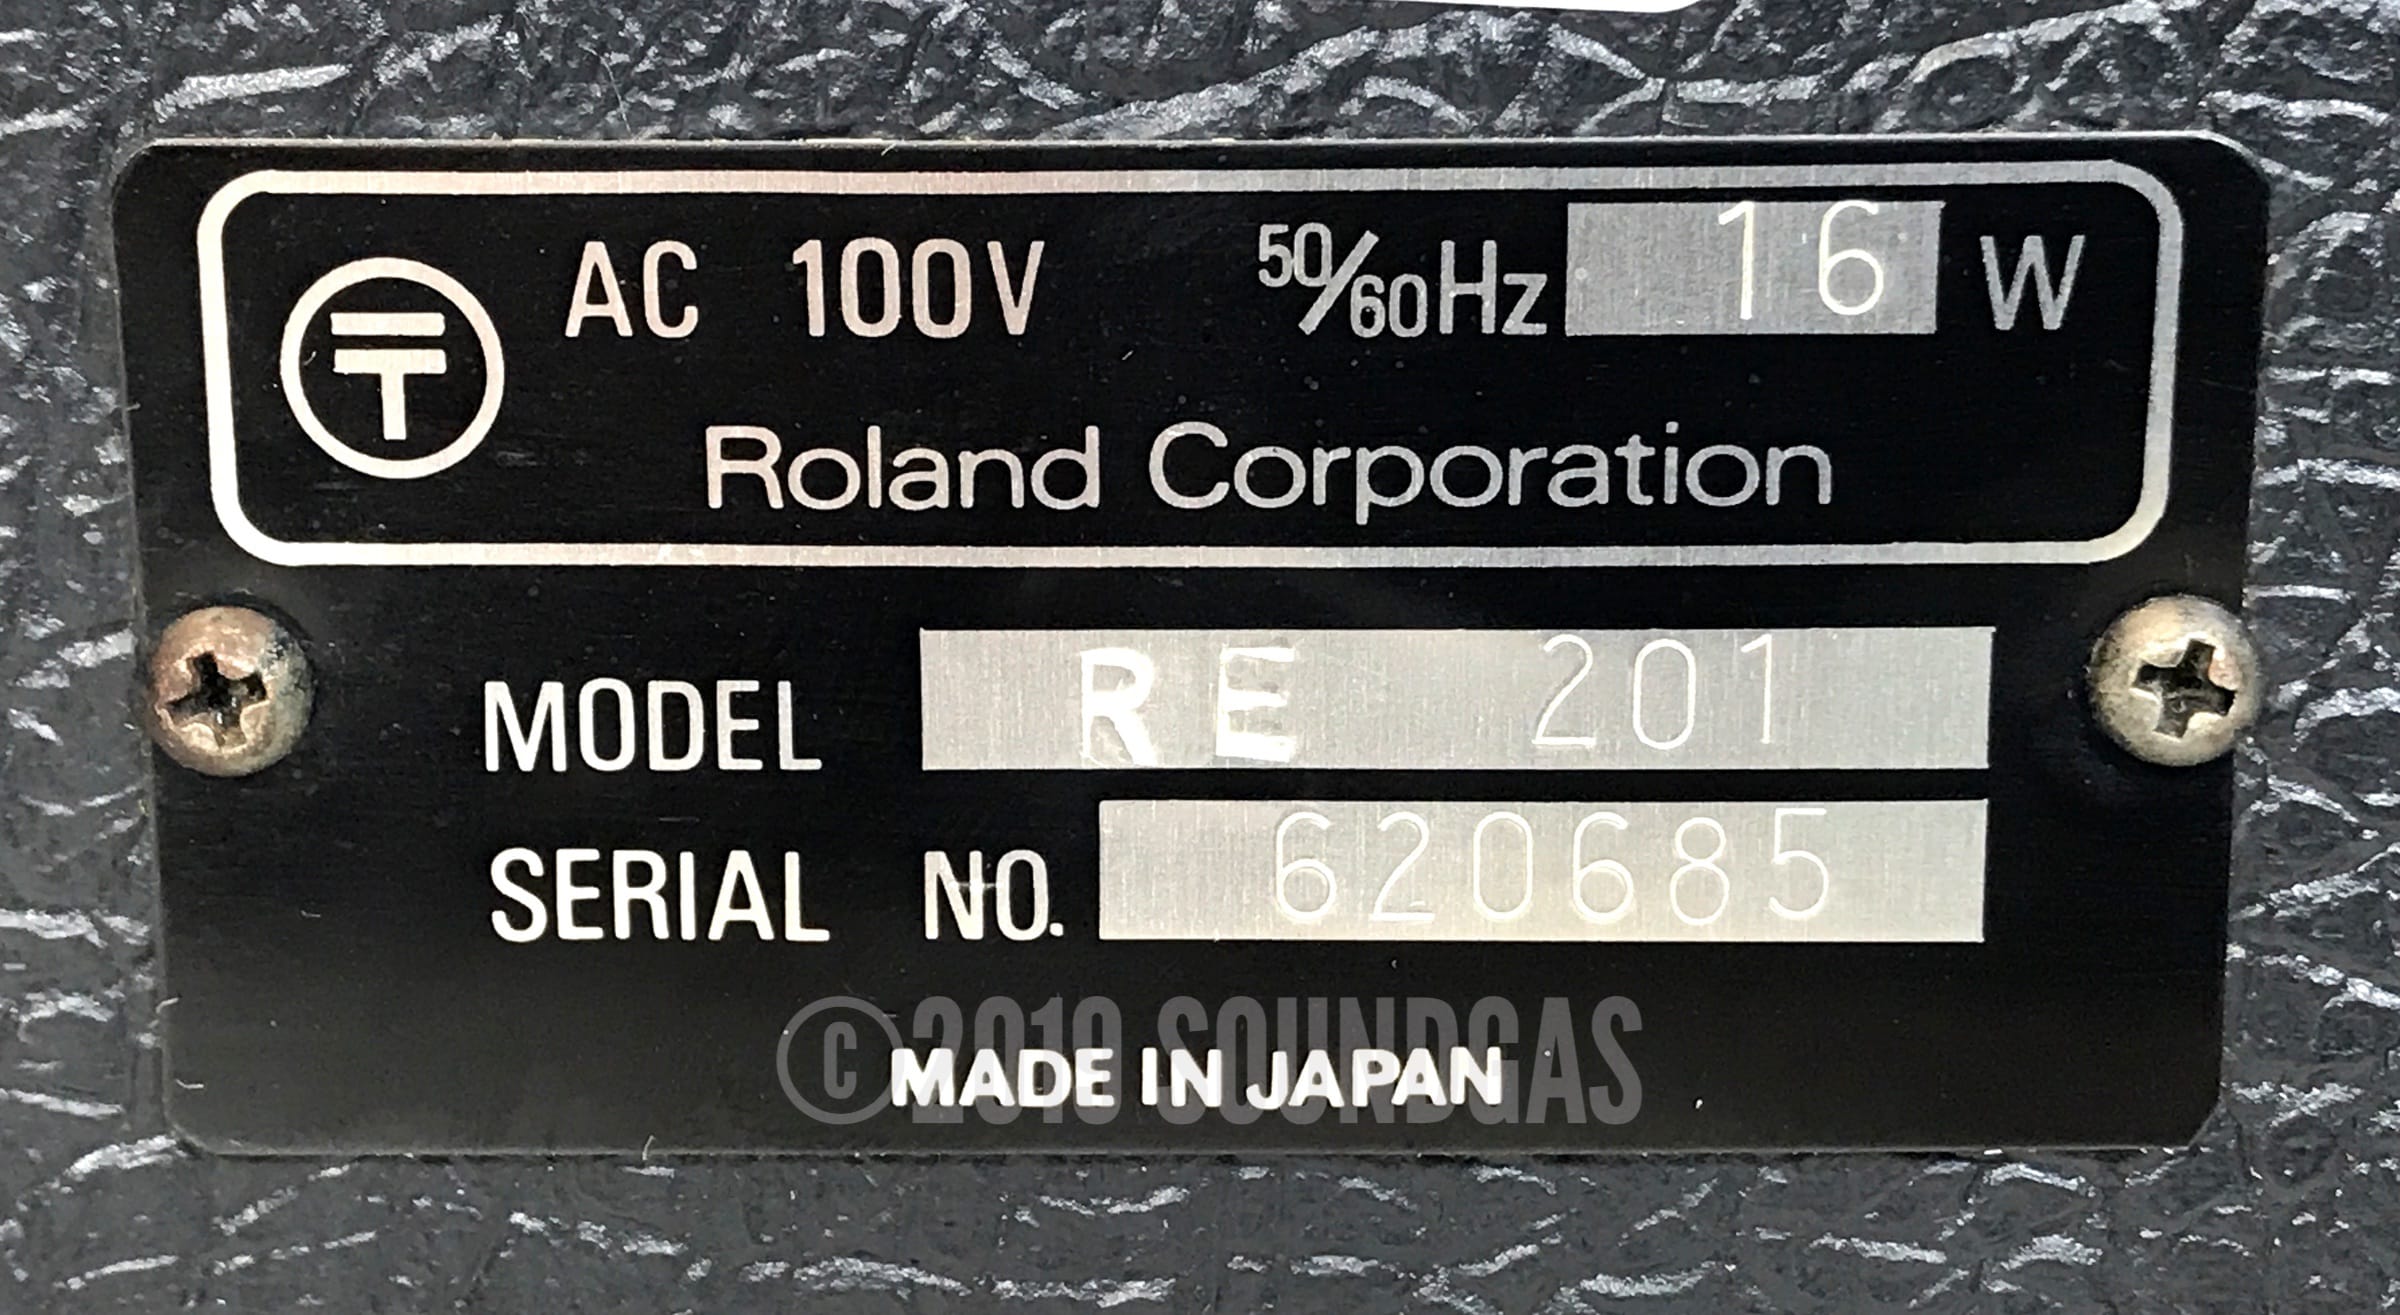 〒 AC 100V 50/60Hz 16 W
Roland Corporation
MODEL RE 201
SERIAL NO. 620685
©2019 SOUNDGAS
MADE IN JAPAN